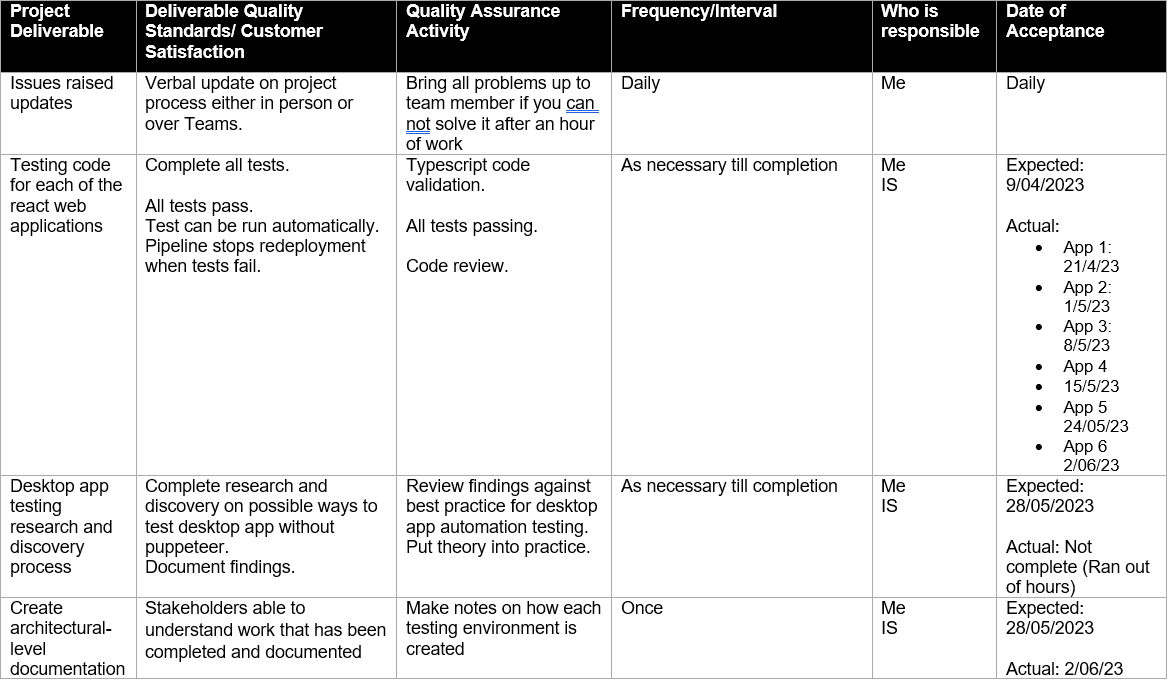 Project
Deliverable
Deliverable Quality
Standards/ Customer
Satisfaction
Quality Assurance
Activity
Frequency/Interval
Who is
responsible
Date of
Acceptance
Issues raised
updates
Verbal update on project
process either in person or
over Teams.
Bring all problems up to
team member if you can
not solve it after an hour
of work
Daily
Me
Daily
Testing code
for each of the
react web
applications
Complete all tests.
All tests pass.
Test can be run automatically.
Pipeline stops redeployment
when tests fail.
Typescript code
validation.
All tests passing.
Code review.
As necessary till completion
Me
IS
Expected:
9/04/2023
Actual:
• App 1:
21/4/23
• App 2:
1/5/23
• App 3:
8/5/23
• App 4
• 15/5/23
• App 5
24/05/23
• App 6
2/06/23
Desktop app
testing
research and
discovery
process
Complete research and
discovery on possible ways to
test desktop app without
puppeteer.
Document findings.
Review findings against
best practice for desktop
app automation testing.
Put theory into practice.
As necessary till completion
Me
IS
Expected:
28/05/2023
Actual: Not
complete (Ran out
of hours)
Create
architectural-
level
documentation
Stakeholders able to
understand work that has been
completed and documented
Make notes on how each
testing environment is
created
Once
Me
IS
Expected:
28/05/2023
Actual: 2/06/23